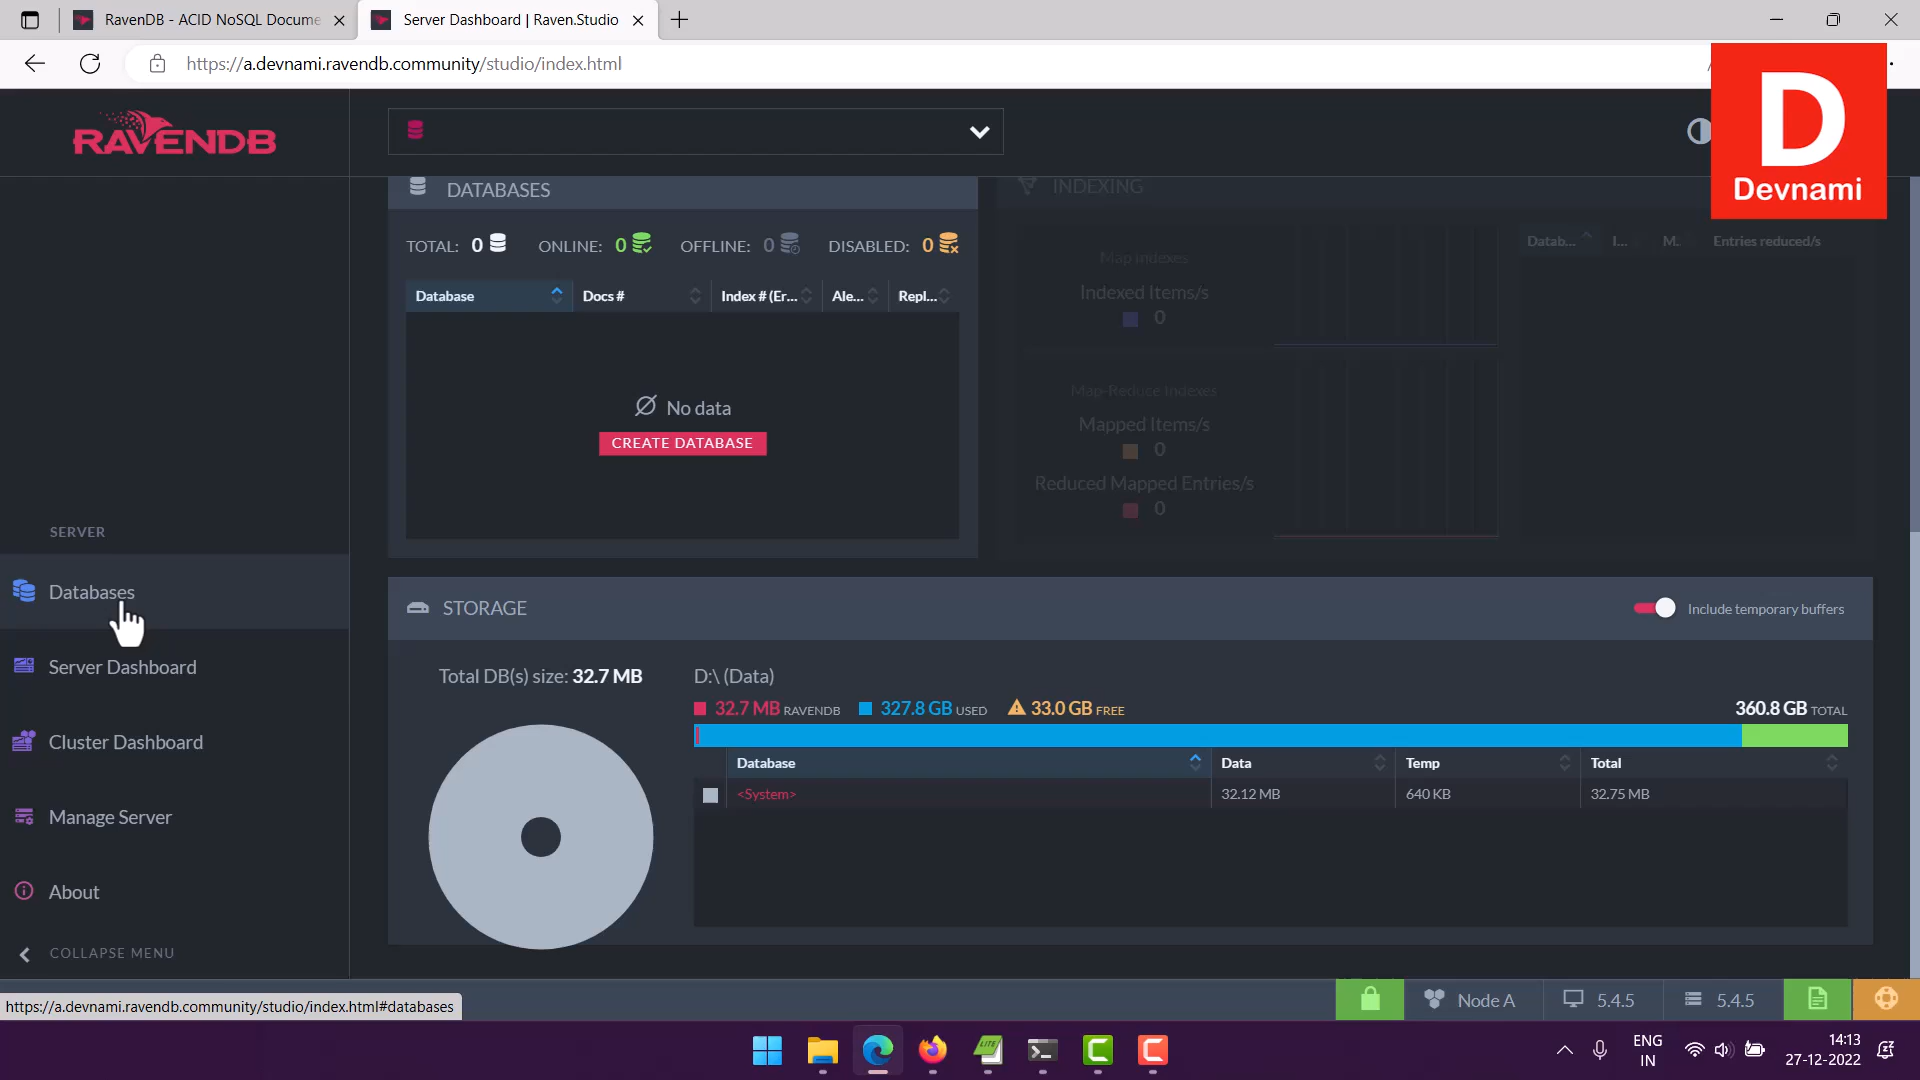 RavenDB - ACID NoSQL Docume
Server Dashboard | Raven.Studio
https://a.devnami.ravendb.community/studio/index.html
D
Devnami
RAVENDB
DATABASES
TOTAL: 0
ONLINE: 0
OFFLINE: 0
DISABLED: 0
Database
Docs #
Index # (Er...
Ale...
Repl...
No data
CREATE DATABASE
INDEXING
Map Indexes
Indexed Items/s
0
Map-Reduce Indexes
Mapped Items/s
0
Reduced Mapped Entries/s
0
Datab...
I...
M.
Entries reduced/s
SERVER
Databases
Server Dashboard
Cluster Dashboard
Manage Server
About
COLLAPSE MENU
STORAGE
Include temporary buffers
Total DB(s) size: 32.7 MB
D:\ (Data)
32.7 MB RAVENDB
327.8 GB USED
33.0 GB FREE
360.8 GB TOTAL
Database
Data
Temp
Total
<System>
32.12 MB
640 KB
32.75 MB
https://a.devnami.ravendb.community/studio/index.html#databases
Node A
5.4.5
5.4.5
LITE
ENG
IN
14:13
27-12-2022